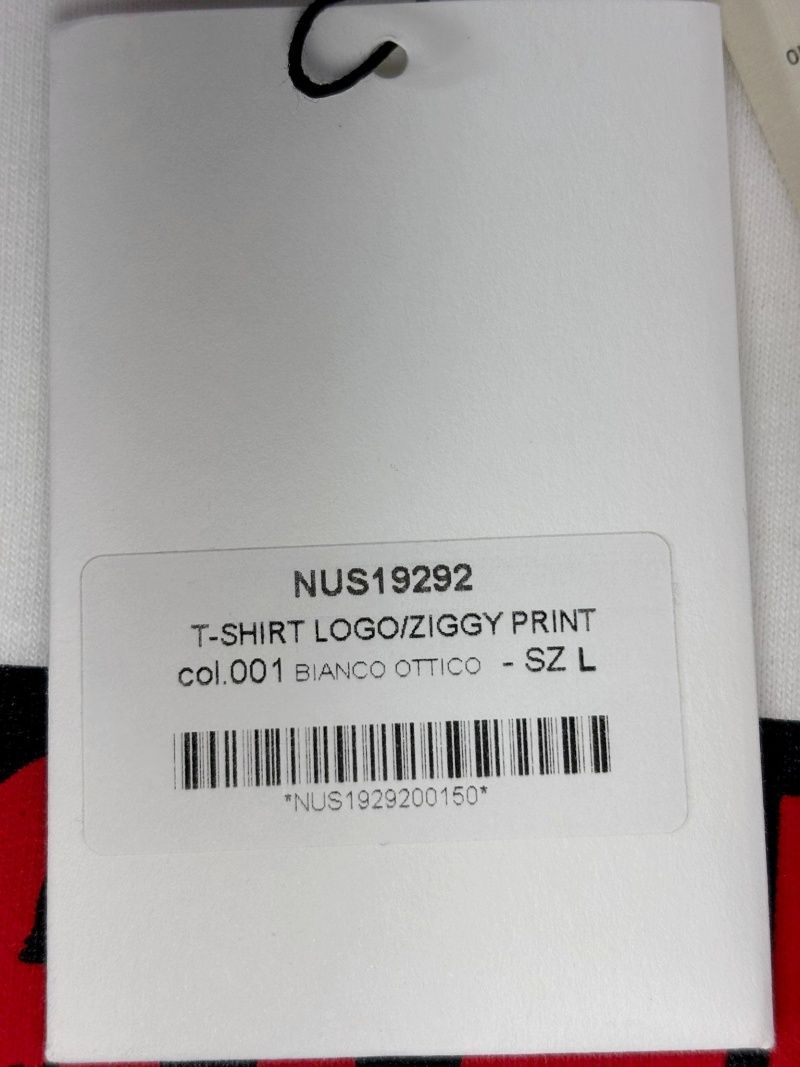 NUS19292
T-SHIRT LOGO/ZIGGY PRINT
col.001 BIANCO OTTICO - SZ L
*NUS1929200150*